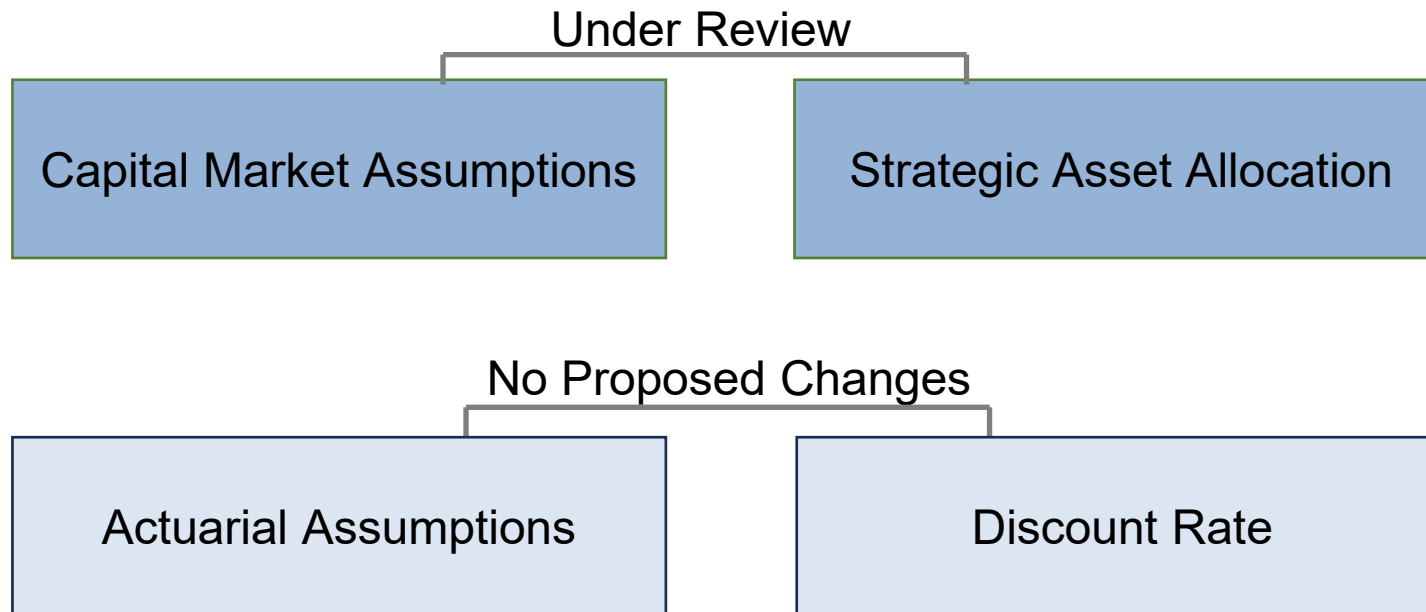 Under Review
Capital Market Assumptions
Strategic Asset Allocation
No Proposed Changes
Actuarial Assumptions
Discount Rate